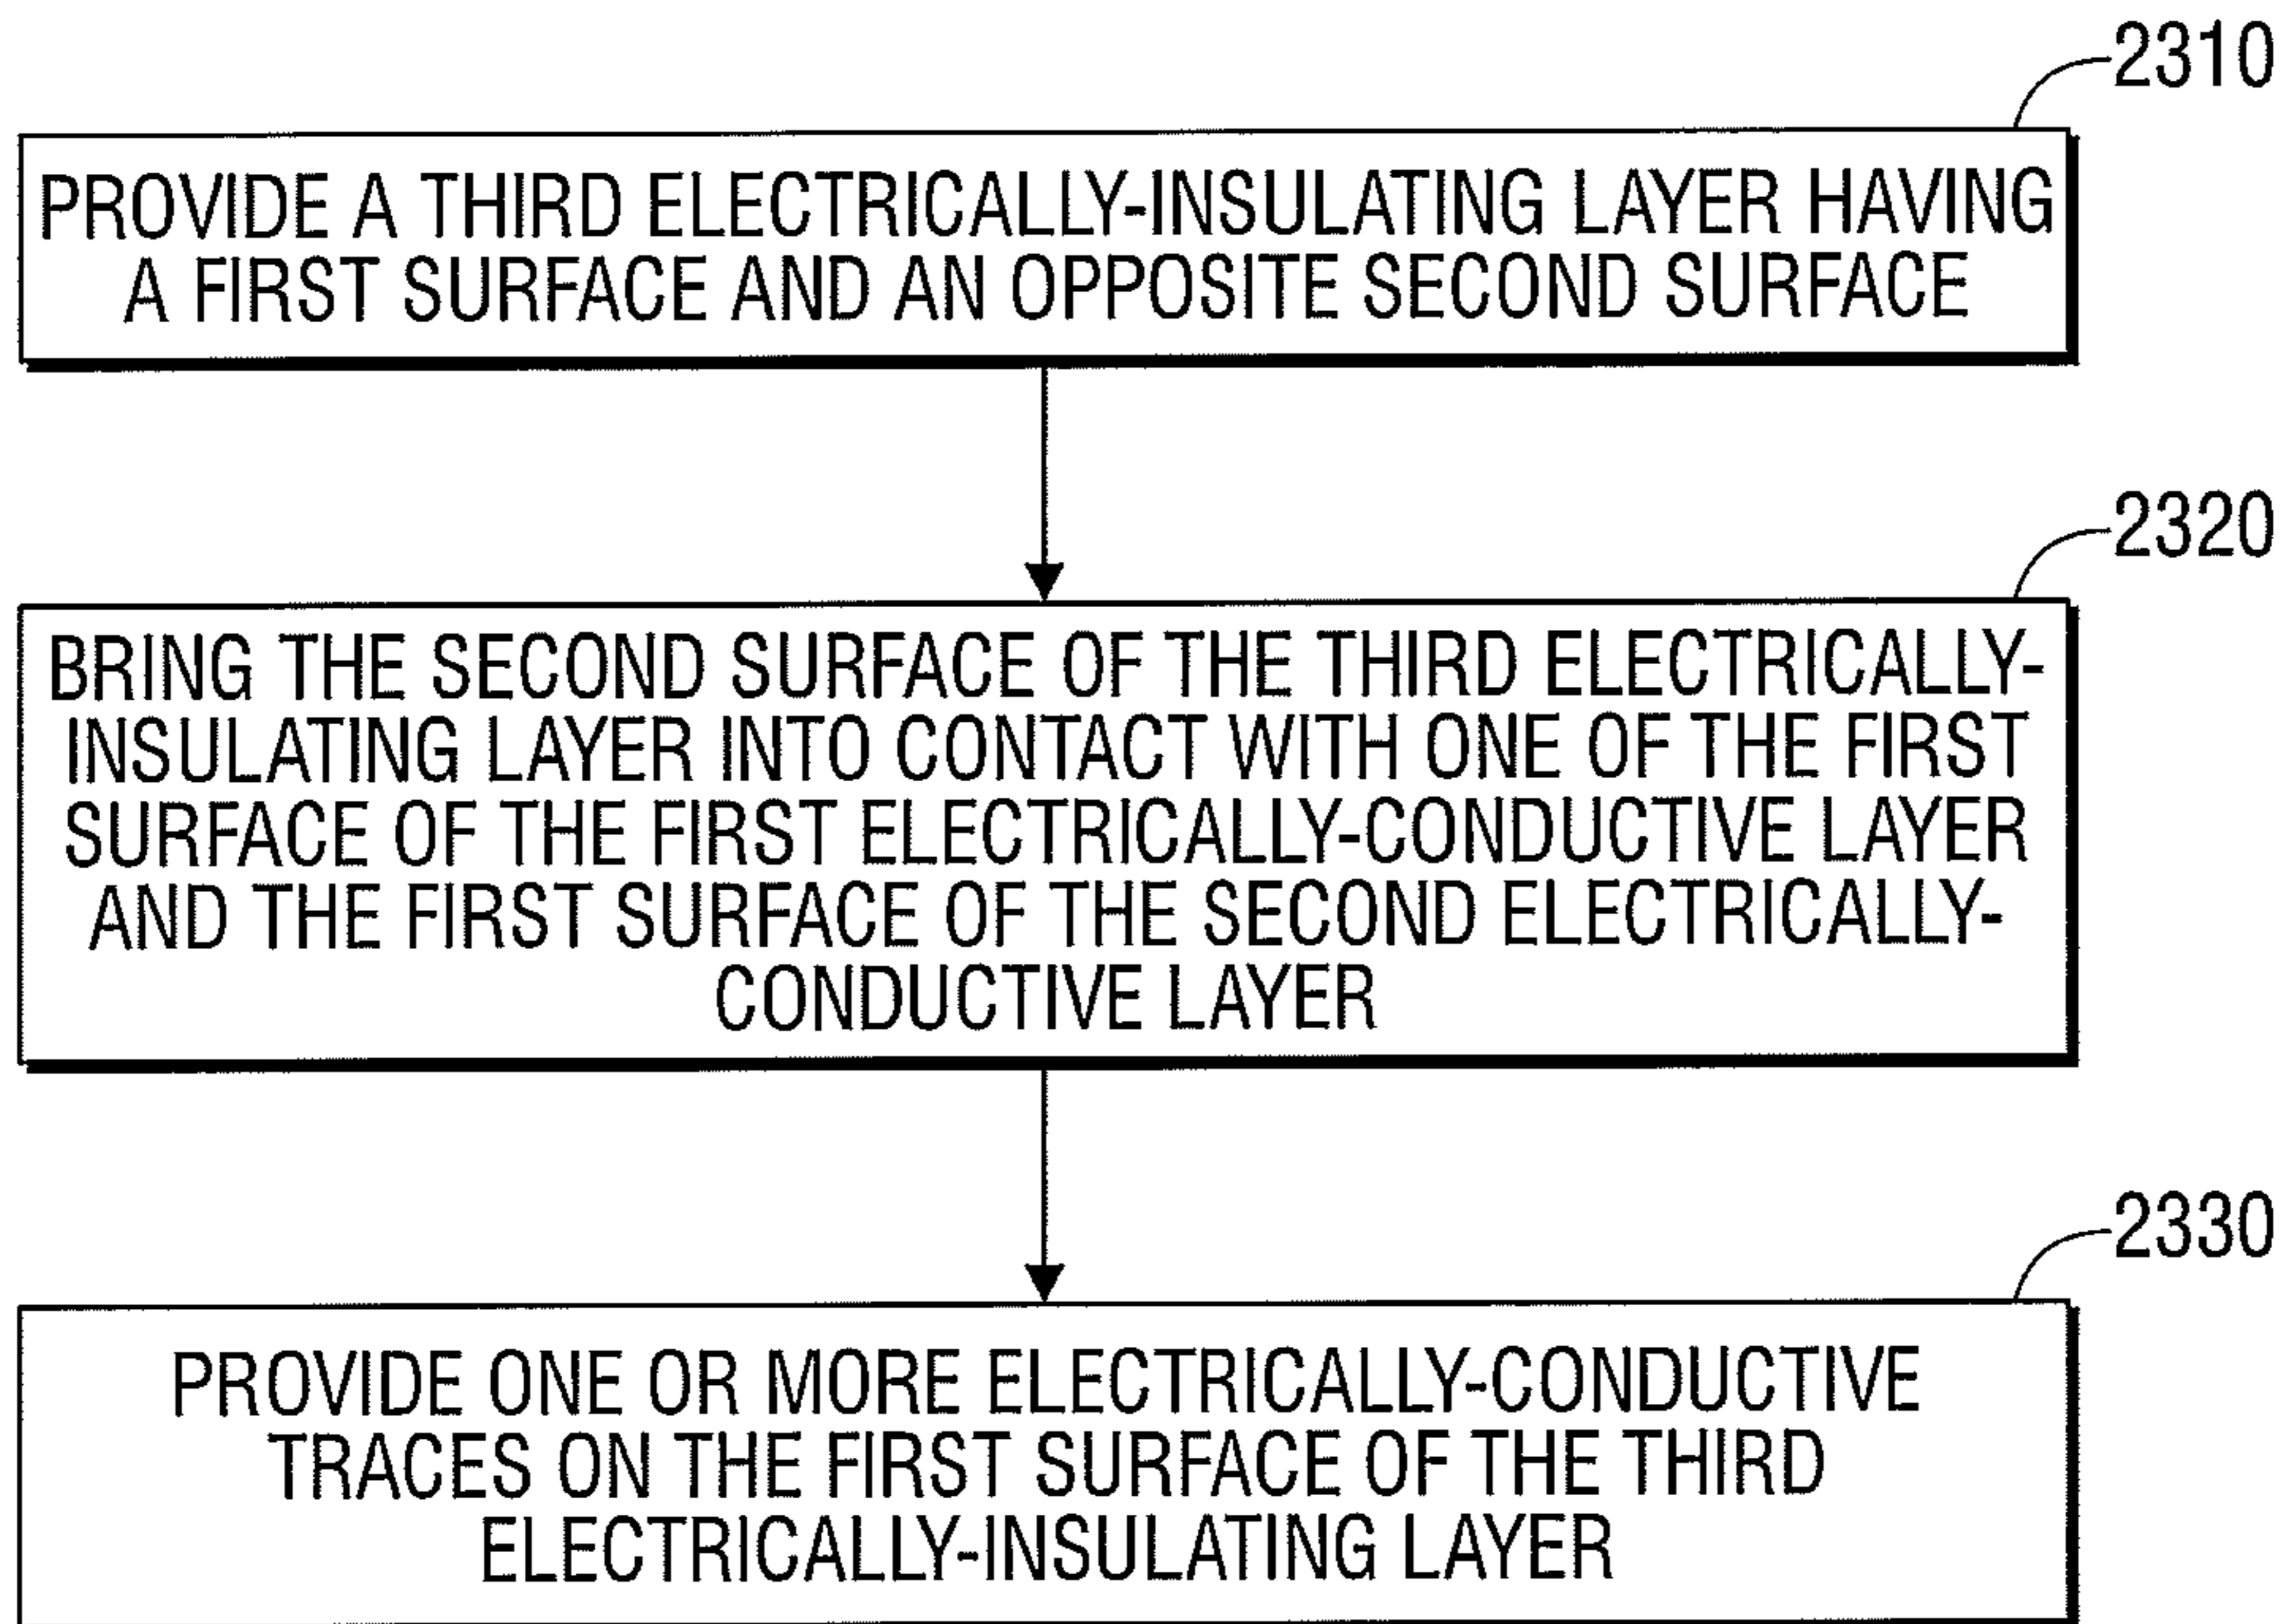 2310
PROVIDE A THIRD ELECTRICALLY-INSULATING LAYER HAVING
A FIRST SURFACE AND AN OPPOSITE SECOND SURFACE
2320
BRING THE SECOND SURFACE OF THE THIRD ELECTRICALLY-
INSULATING LAYER INTO CONTACT WITH ONE OF THE FIRST
SURFACE OF THE FIRST ELECTRICALLY-CONDUCTIVE LAYER
AND THE FIRST SURFACE OF THE SECOND ELECTRICALLY-
CONDUCTIVE LAYER
2330
PROVIDE ONE OR MORE ELECTRICALLY-CONDUCTIVE
TRACES ON THE FIRST SURFACE OF THE THIRD
ELECTRICALLY-INSULATING LAYER